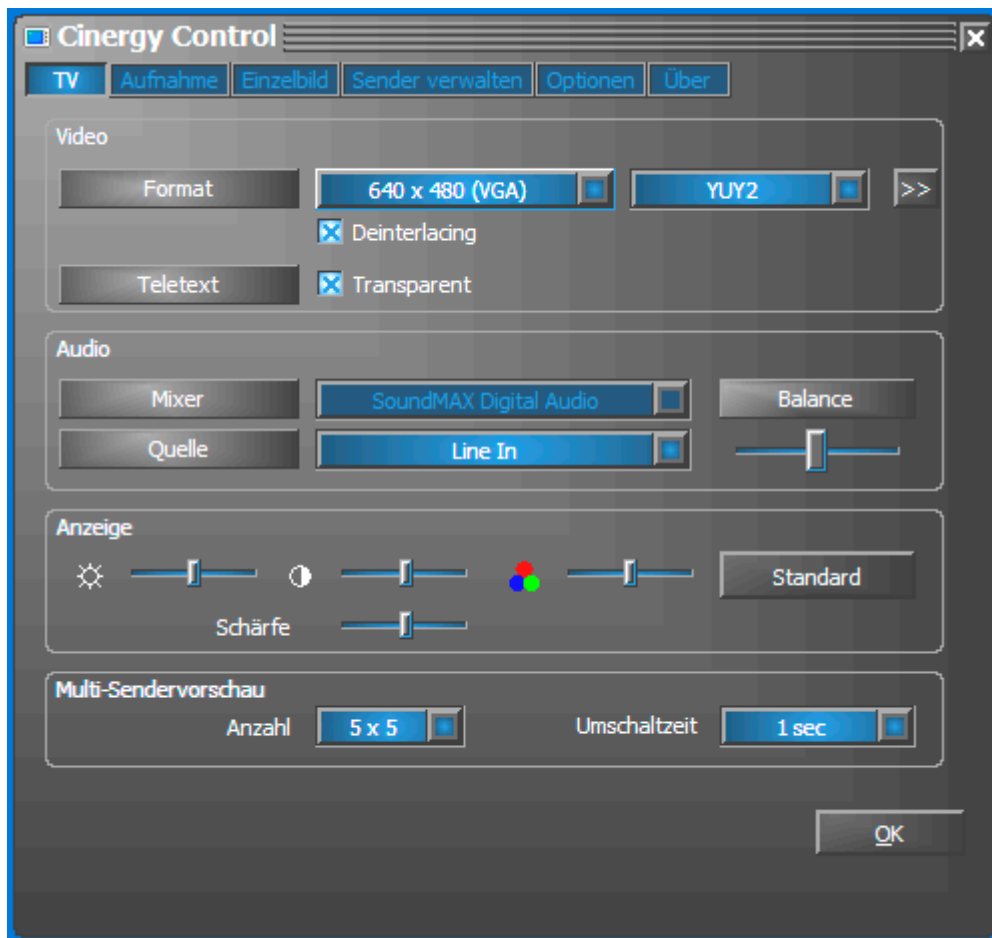 Cinergy Control
TV Aufnahme Einzelbild Sender verwalten Optionen Über
Video
Format 640 x 480 (VGA) YUY2 >>
Deinterlacing
Teletext Transparent
Audio
Mixer SoundMAX Digital Audio Balance
Quelle Line In
Anzeige
Standard
Schärfe
Multi-Sendervorschau
Anzahl 5 x 5 Umschaltzeit 1 sec
OK